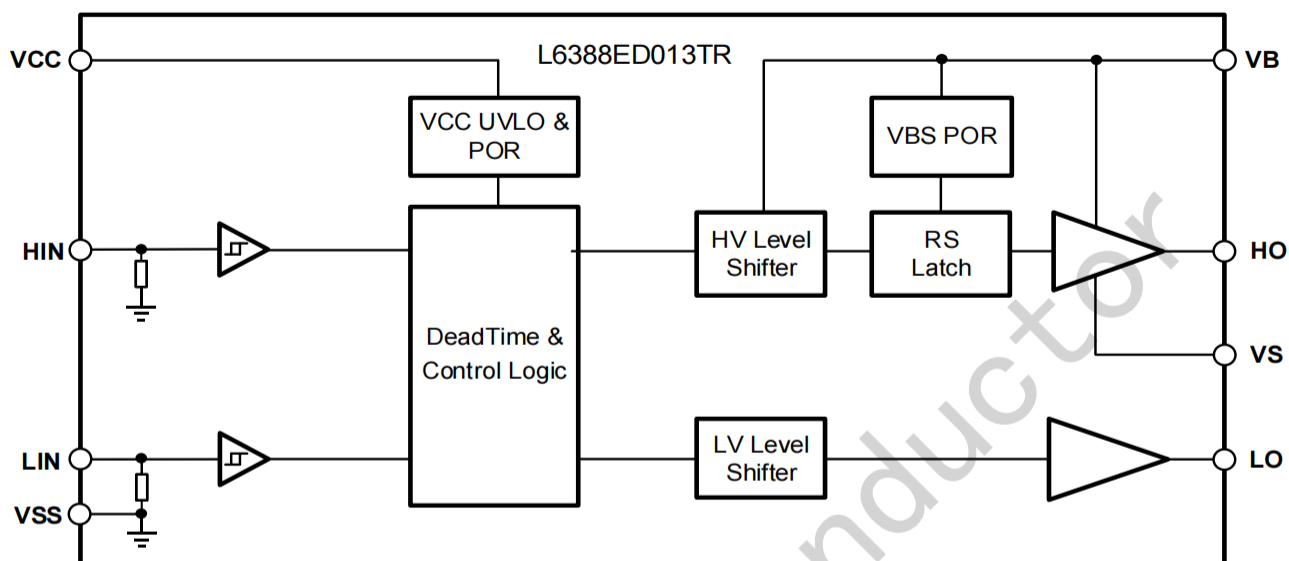 L6388ED013TR
VCC
VB
VCC UVLO &
POR
VBS POR
HIN
HV Level
Shifter
RS
Latch
HO
DeadTime &
Control Logic
VS
LIN
LV Level
Shifter
LO
VSS
nductor